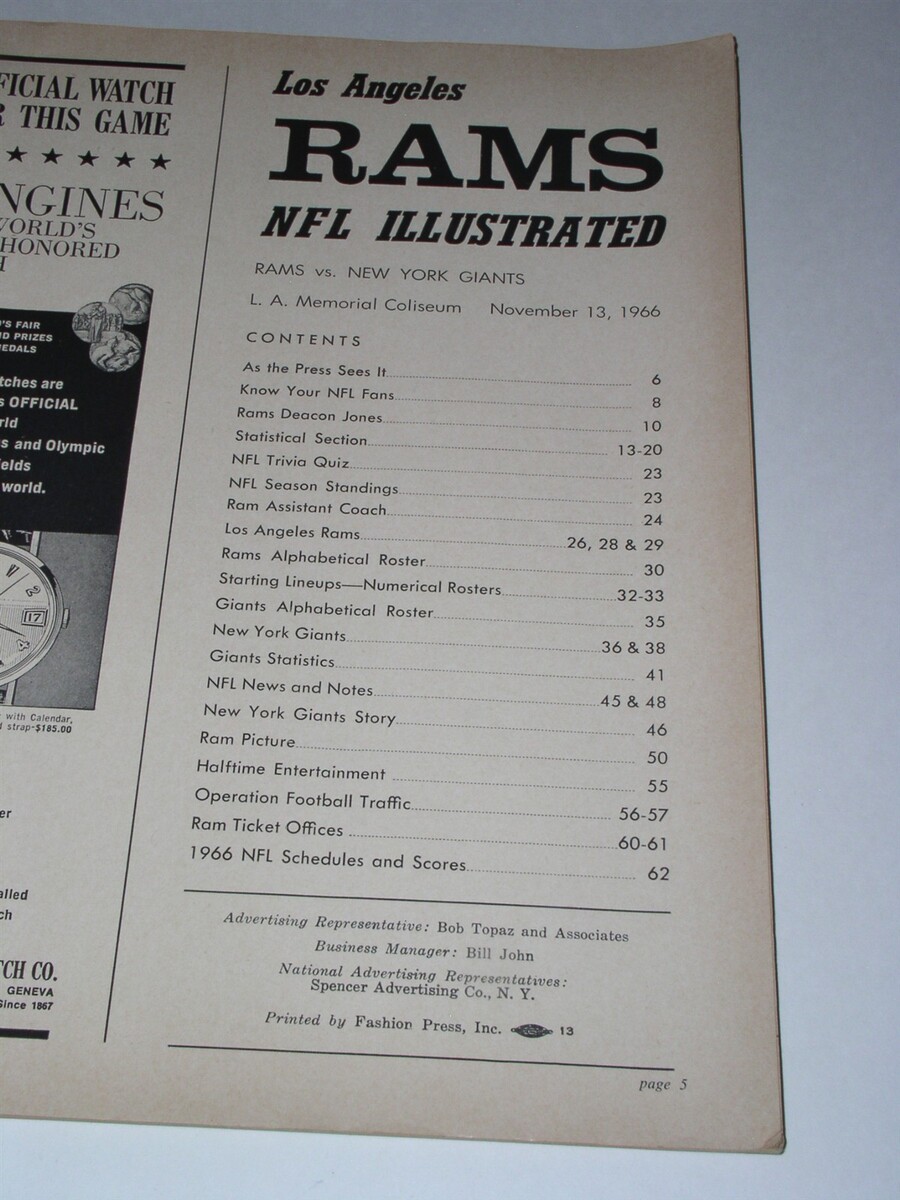 FICIAL WATCH
THIS GAME
NGINES
WORLD'S
HONORED
'S FAIR
PRIZES
MEDALS
tches are
OFFICIAL
rld
s and Olympic
elds
world.
2
17
4
with Calendar,
strap-$185.00
er
alled
ch
TCH CO.
GENEVA
Since 1867
Los Angeles
RAMS
NFL ILLUSTRATED
RAMS vs. NEW YORK GIANTS
L. A. Memorial Coliseum November 13, 1966
CONTENTS
As the Press Sees It 6
Know Your NFL Fans 8
Rams Deacon Jones 10
Statistical Section 13-20
NFL Trivia Quiz 23
NFL Season Standings 23
Ram Assistant Coach 24
Los Angeles Rams 26, 28 & 29
Rams Alphabetical Roster 30
Starting Lineups—Numerical Rosters 32-33
Giants Alphabetical Roster 35
New York Giants 36 & 38
Giants Statistics 41
NFL News and Notes 45 & 48
New York Giants Story 46
Ram Picture 50
Halftime Entertainment 55
Operation Football Traffic 56-57
Ram Ticket Offices 60-61
1966 NFL Schedules and Scores 62
Advertising Representative: Bob Topaz and Associates
Business Manager: Bill John
National Advertising Representatives:
Spencer Advertising Co., N. Y.
Printed by Fashion Press, Inc. 13
page 5